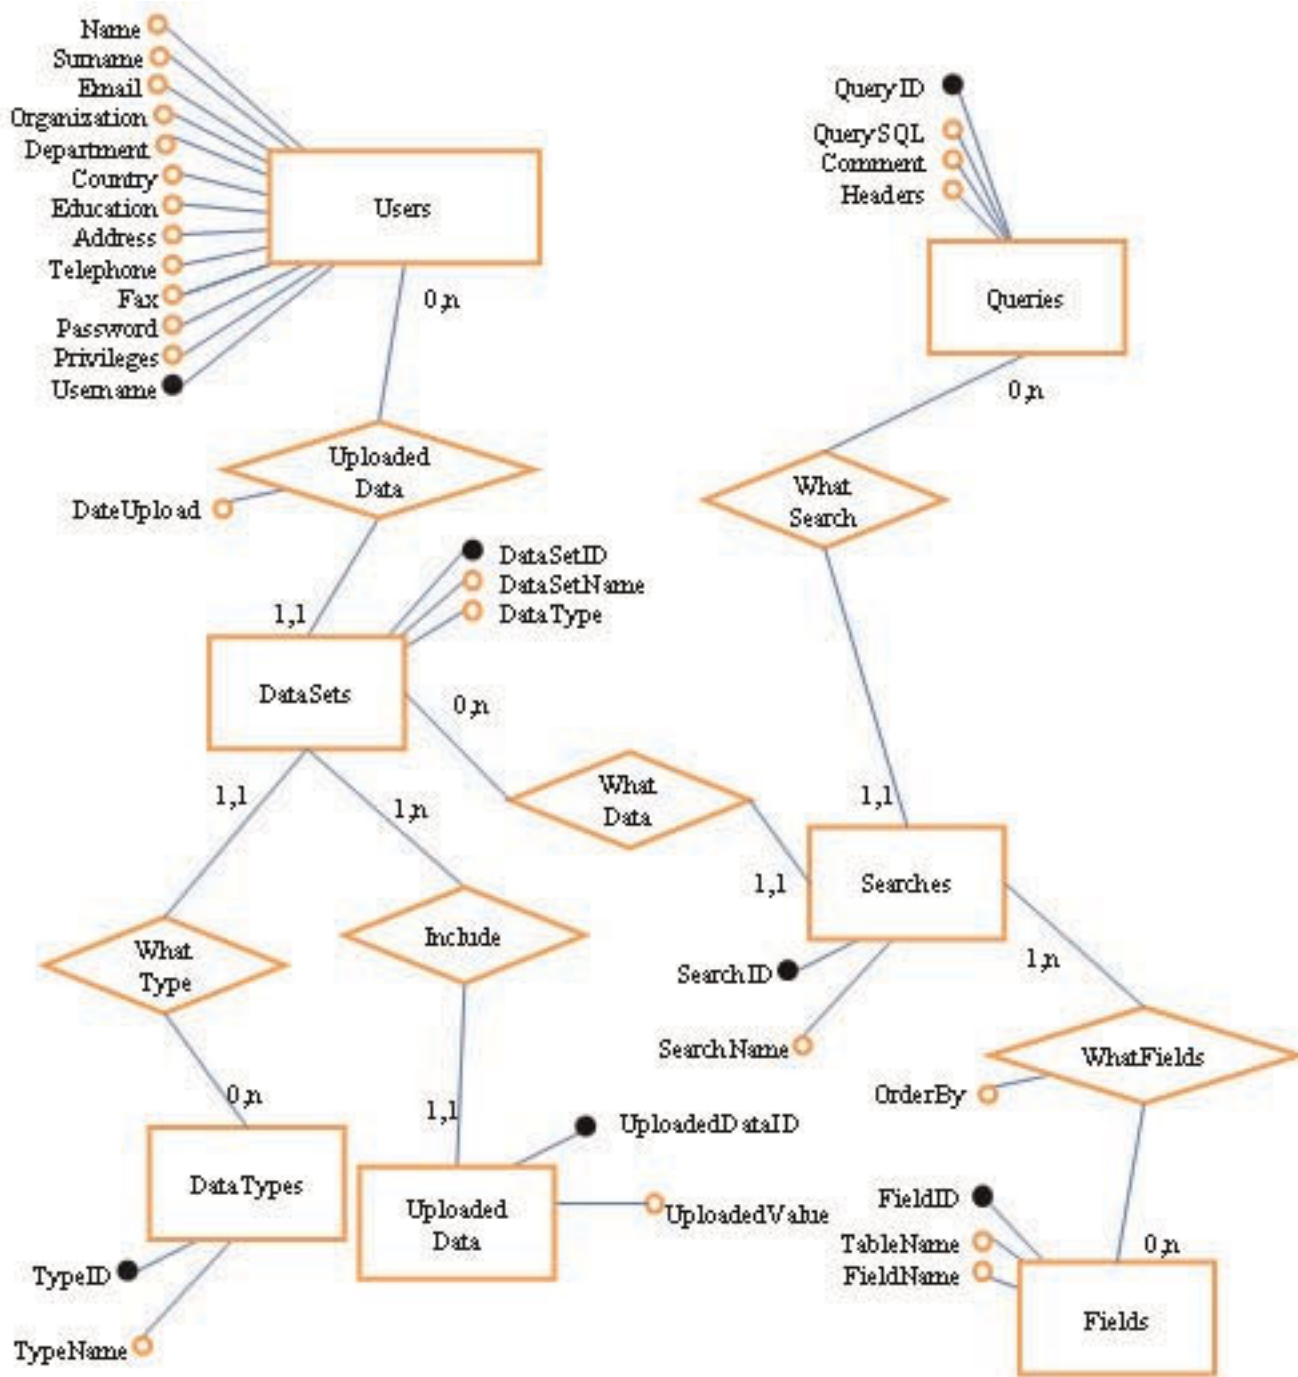 Name
Surname
Email
Organization
Department
Country
Education
Address
Telephone
Fax
Password
Privileges
Username
Users
0,n
QueryID
QuerySQL
Comment
Headers
Queries
0,n
Uploaded
Data
DateUpload
What
Search
1,1
DataSetID
DataSetName
DataType
DataSets
0,n
What
Data
1,1
1,1
Searches
1,1
1,n
What
Type
Include
SearchID
SearchName
1,n
WhatFields
OrderBy
0,n
1,1
DataTypes
TypeID
TypeName
UploadedDataID
Uploaded
Data
UploadedValue
FieldID
TableName
FieldName
0,n
Fields